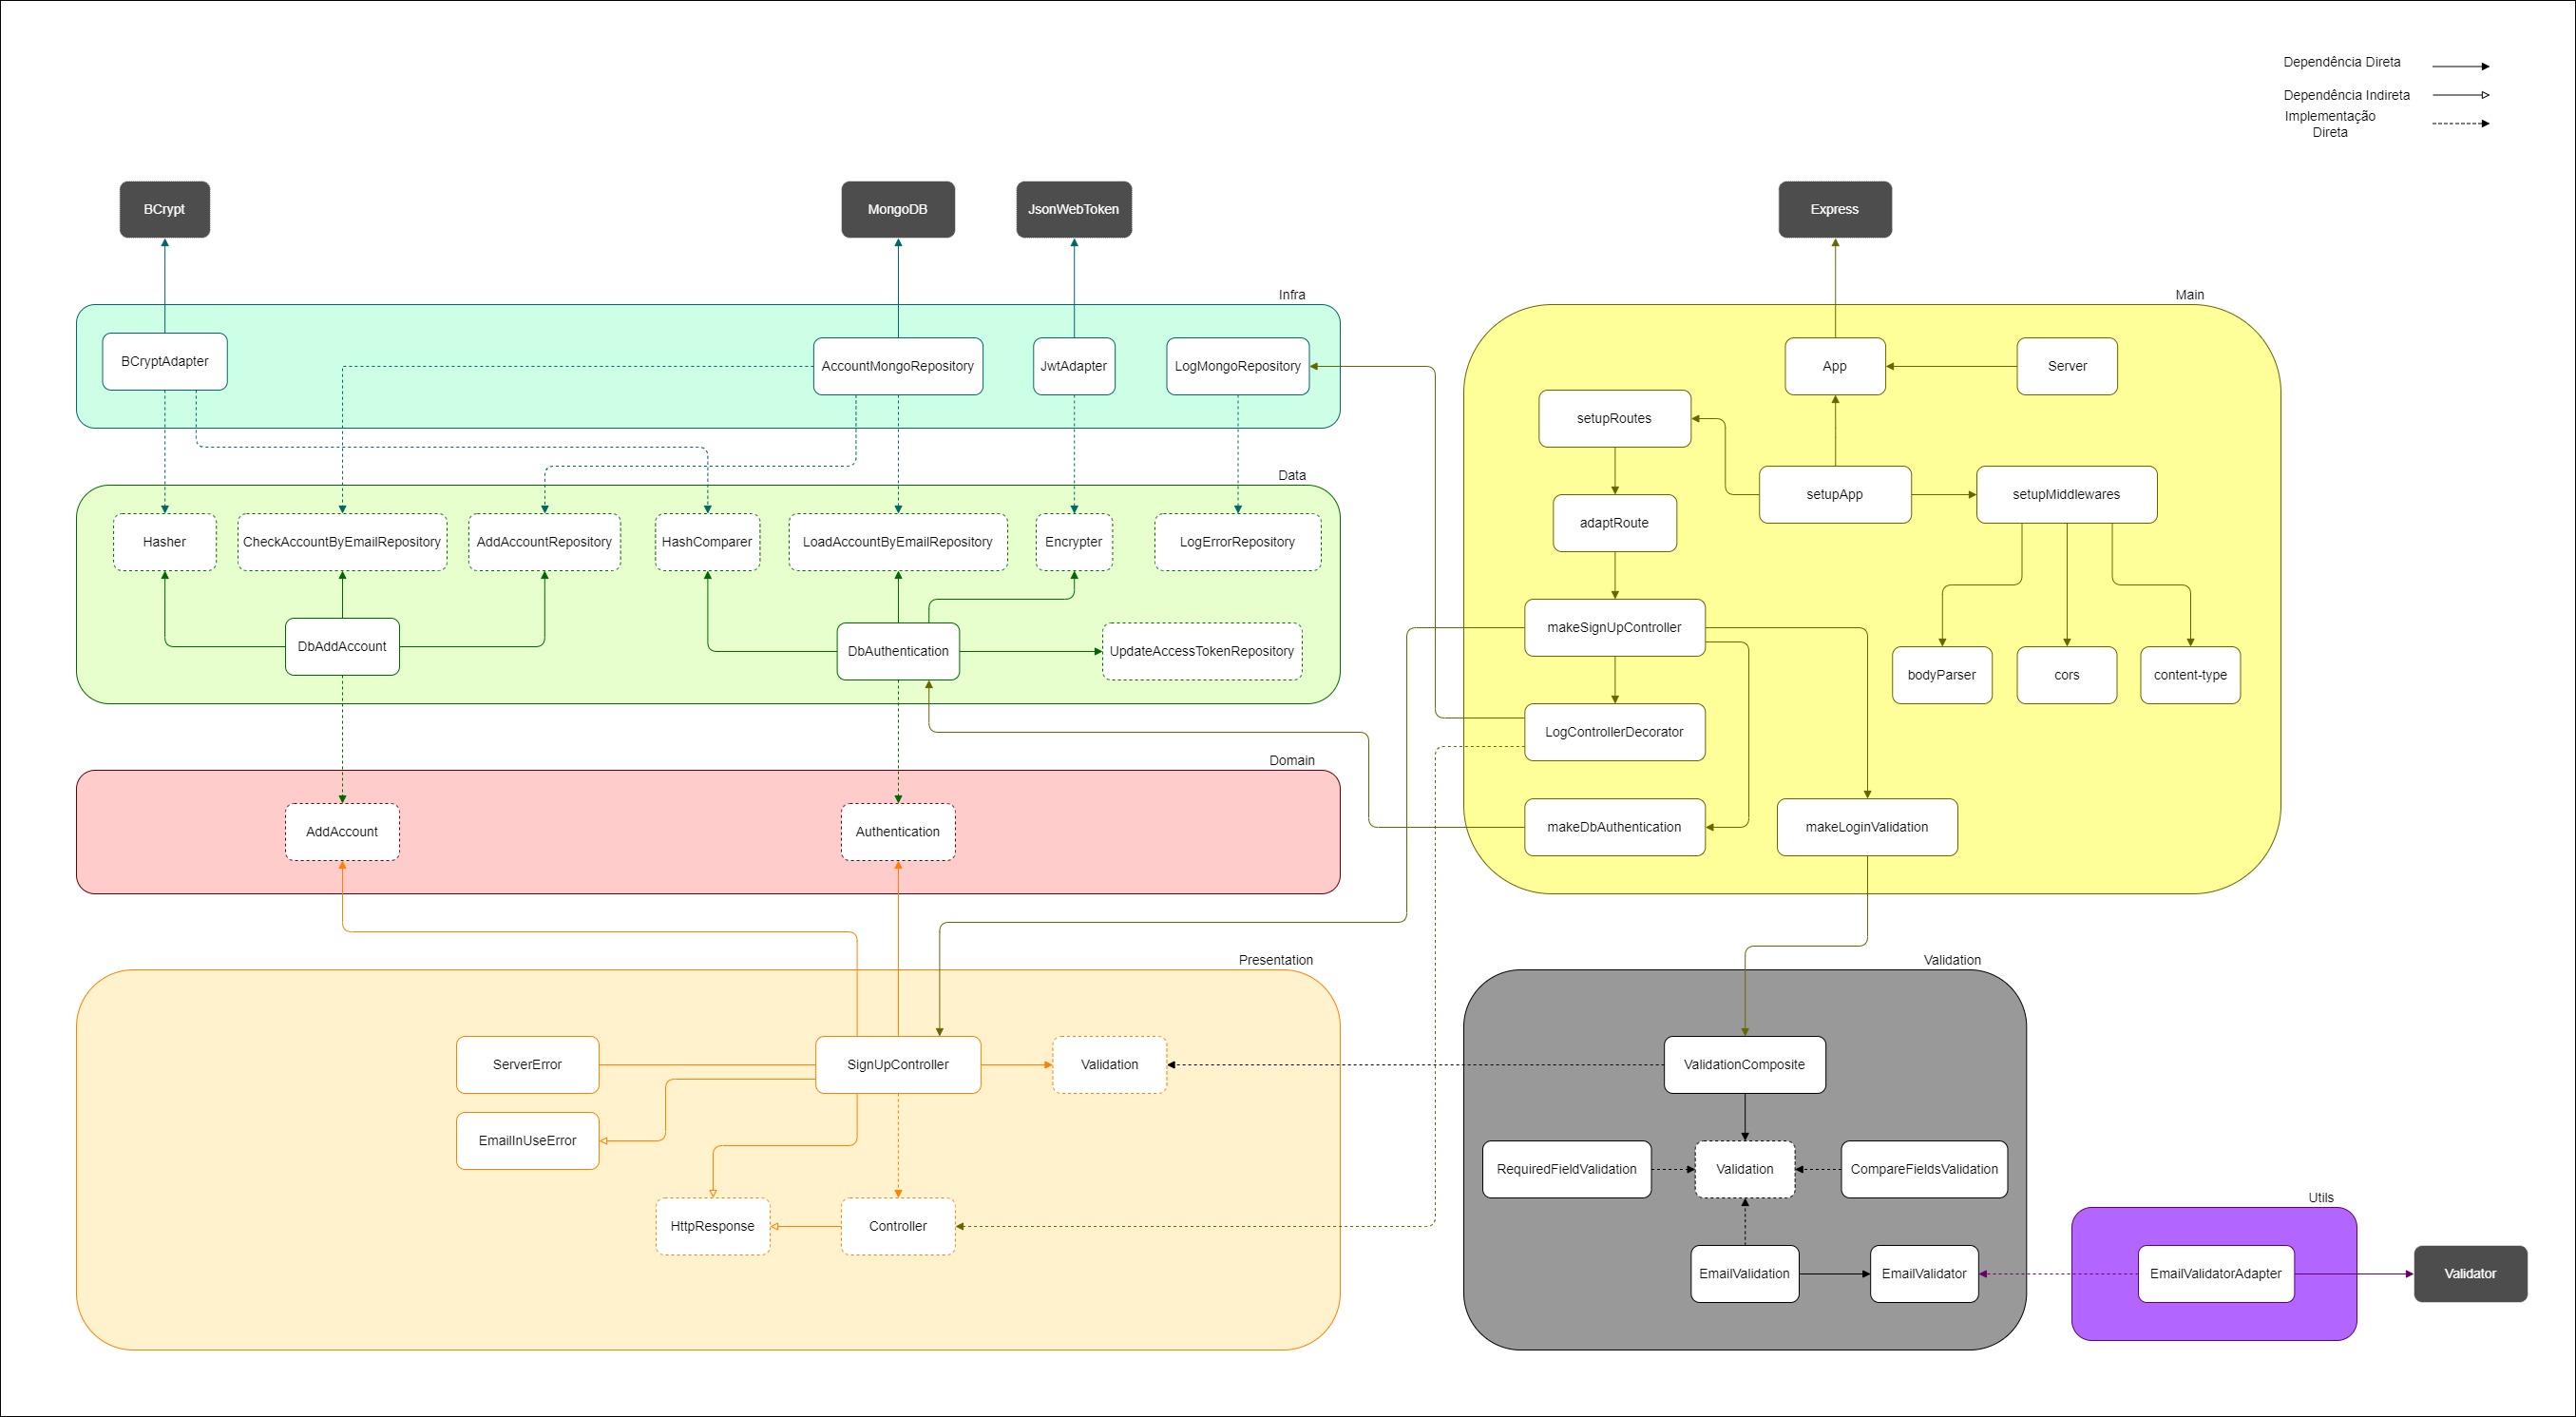 Dependência Direta
Dependência Indireta
Implementação
Direta
BCrypt
MongoDB
JsonWebToken
Express
Infra
Main
BCryptAdapter
AccountMongoRepository
JwtAdapter
LogMongoRepository
App
Server
setupRoutes
Data
setupApp
setupMiddlewares
adaptRoute
Hasher
CheckAccountByEmailRepository
AddAccountRepository
HashComparer
LoadAccountByEmailRepository
Encrypter
LogErrorRepository
makeSignUpController
DbAddAccount
DbAuthentication
UpdateAccessTokenRepository
bodyParser
cors
content-type
LogControllerDecorator
Domain
AddAccount
Authentication
makeDbAuthentication
makeLoginValidation
Presentation
Validation
ServerError
SignUpController
Validation
ValidationComposite
EmailInUseError
RequiredFieldValidation
Validation
CompareFieldsValidation
Utils
HttpResponse
Controller
EmailValidation
EmailValidator
EmailValidatorAdapter
Validator